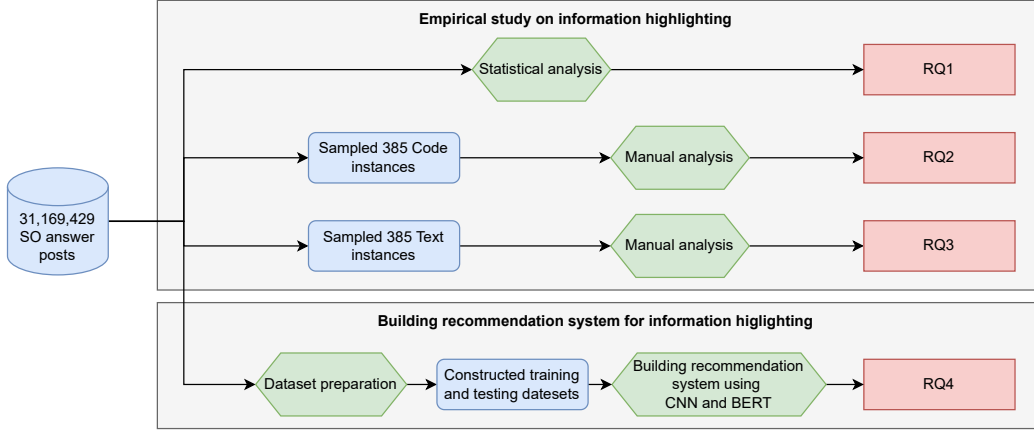 Empirical study on information highlighting
Statistical analysis
RQ1
Sampled 385 Code
instances
Manual analysis
RQ2
31,169,429
SO answer
posts
Sampled 385 Text
instances
Manual analysis
RQ3
Building recommendation system for information higlighting
Dataset preparation
Constructed training
and testing datesets
Building recommendation
system using
CNN and BERT
RQ4